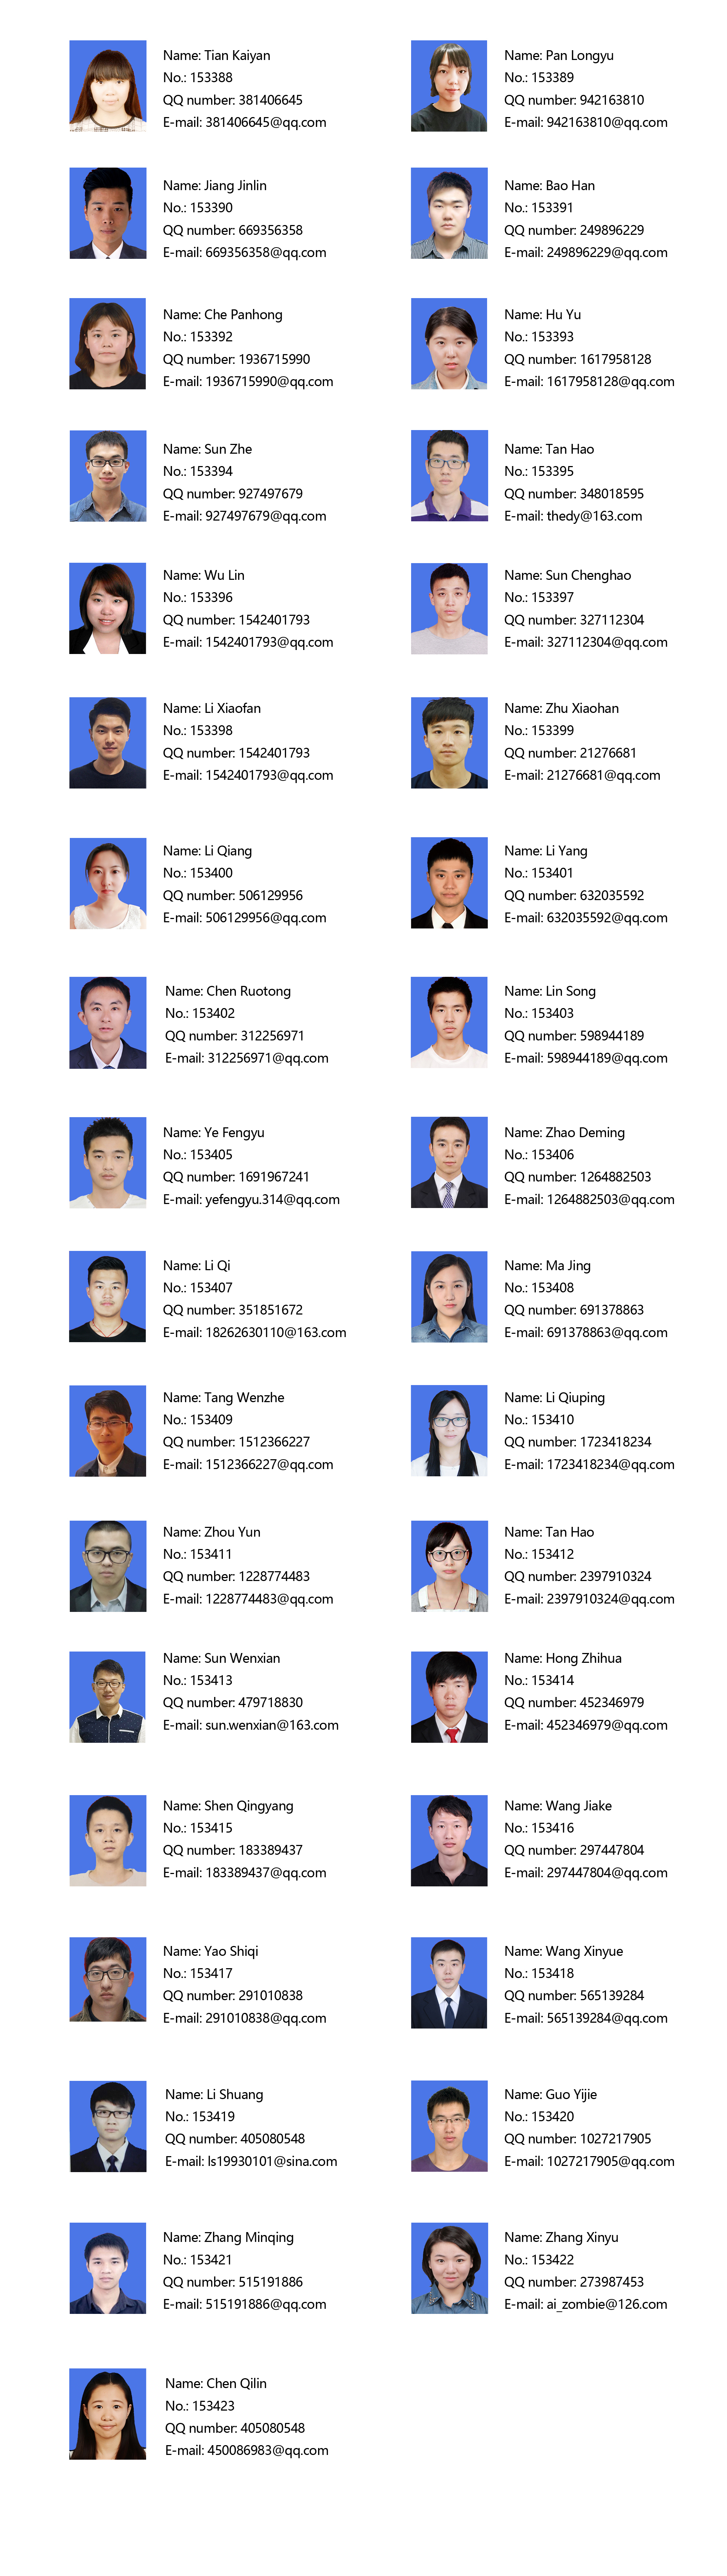 Name: Tian Kaiyan
No.: 153388
QQ number: 381406645
E-mail: 381406645@qq.com
Name: Pan Longyu
No.: 153389
QQ number: 942163810
E-mail: 942163810@qq.com
Name: Jiang Jinlin
No.: 153390
QQ number: 669356358
E-mail: 669356358@qq.com
Name: Bao Han
No.: 153391
QQ number: 249896229
E-mail: 249896229@qq.com
Name: Che Panhong
No.: 153392
QQ number: 1936715990
E-mail: 1936715990@qq.com
Name: Hu Yu
No.: 153393
QQ number: 1617958128
E-mail: 1617958128@qq.com
Name: Sun Zhe
No.: 153394
QQ number: 927497679
E-mail: 927497679@qq.com
Name: Tan Hao
No.: 153395
QQ number: 348018595
E-mail: thedy@163.com
Name: Wu Lin
No.: 153396
QQ number: 1542401793
E-mail: 1542401793@qq.com
Name: Sun Chenghao
No.: 153397
QQ number: 327112304
E-mail: 327112304@qq.com
Name: Li Xiaofan
No.: 153398
QQ number: 1542401793
E-mail: 1542401793@qq.com
Name: Zhu Xiaohan
No.: 153399
QQ number: 21276681
E-mail: 21276681@qq.com
Name: Li Qiang
No.: 153400
QQ number: 506129956
E-mail: 506129956@qq.com
Name: Li Yang
No.: 153401
QQ number: 632035592
E-mail: 632035592@qq.com
Name: Chen Ruotong
No.: 153402
QQ number: 312256971
E-mail: 312256971@qq.com
Name: Lin Song
No.: 153403
QQ number: 598944189
E-mail: 598944189@qq.com
Name: Ye Fengyu
No.: 153405
QQ number: 1691967241
E-mail: yefengyu.314@qq.com
Name: Zhao Deming
No.: 153406
QQ number: 1264882503
E-mail: 1264882503@qq.com
Name: Li Qi
No.: 153407
QQ number: 351851672
E-mail: 18262630110@163.com
Name: Ma Jing
No.: 153408
QQ number: 691378863
E-mail: 691378863@qq.com
Name: Tang Wenzhe
No.: 153409
QQ number: 1512366227
E-mail: 1512366227@qq.com
Name: Li Qiuping
No.: 153410
QQ number: 1723418234
E-mail: 1723418234@qq.com
Name: Zhou Yun
No.: 153411
QQ number: 1228774483
E-mail: 1228774483@qq.com
Name: Tan Hao
No.: 153412
QQ number: 2397910324
E-mail: 2397910324@qq.com
Name: Sun Wenxian
No.: 153413
QQ number: 479718830
E-mail: sun.wenxian@163.com
Name: Hong Zhihua
No.: 153414
QQ number: 452346979
E-mail: 452346979@qq.com
Name: Shen Qingyang
No.: 153415
QQ number: 183389437
E-mail: 183389437@qq.com
Name: Wang Jiake
No.: 153416
QQ number: 297447804
E-mail: 297447804@qq.com
Name: Yao Shiqi
No.: 153417
QQ number: 291010838
E-mail: 291010838@qq.com
Name: Wang Xinyue
No.: 153418
QQ number: 565139284
E-mail: 565139284@qq.com
Name: Li Shuang
No.: 153419
QQ number: 405080548
E-mail: ls19930101@sina.com
Name: Guo Yijie
No.: 153420
QQ number: 1027217905
E-mail: 1027217905@qq.com
Name: Zhang Minqing
No.: 153421
QQ number: 515191886
E-mail: 515191886@qq.com
Name: Zhang Xinyu
No.: 153422
QQ number: 273987453
E-mail: ai_zombie@126.com
Name: Chen Qilin
No.: 153423
QQ number: 405080548
E-mail: 450086983@qq.com